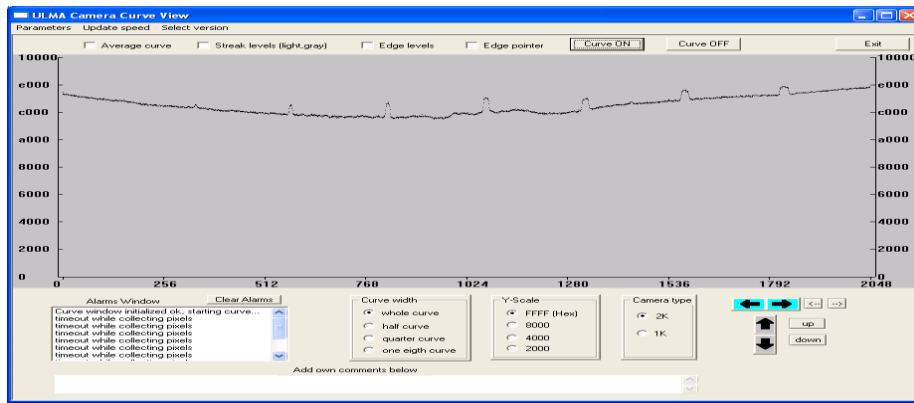 ULMA Camera Curve View
Parameters Update speed Select version
Average curve Streak levels (light,gray) Edge levels Edge pointer Curve ON Curve OFF Exit
10000 10000
e000 e000
c000 c000
a000 a000
8000 8000
6000 6000
4000 4000
2000 2000
0 0
0 256 512 768 1024 1280 1536 1792 2048
Alarms Window Clear Alarms
Curve window initialized ok, starting curve...
timeout while collecting pixels
timeout while collecting pixels
timeout while collecting pixels
timeout while collecting pixels
timeout while collecting pixels
Curve width
whole curve
half curve
quarter curve
one eigth curve
Y-Scale
FFFF (Hex)
8000
4000
2000
Camera type
2K
1K
<-- -->
up
down
Add own comments below